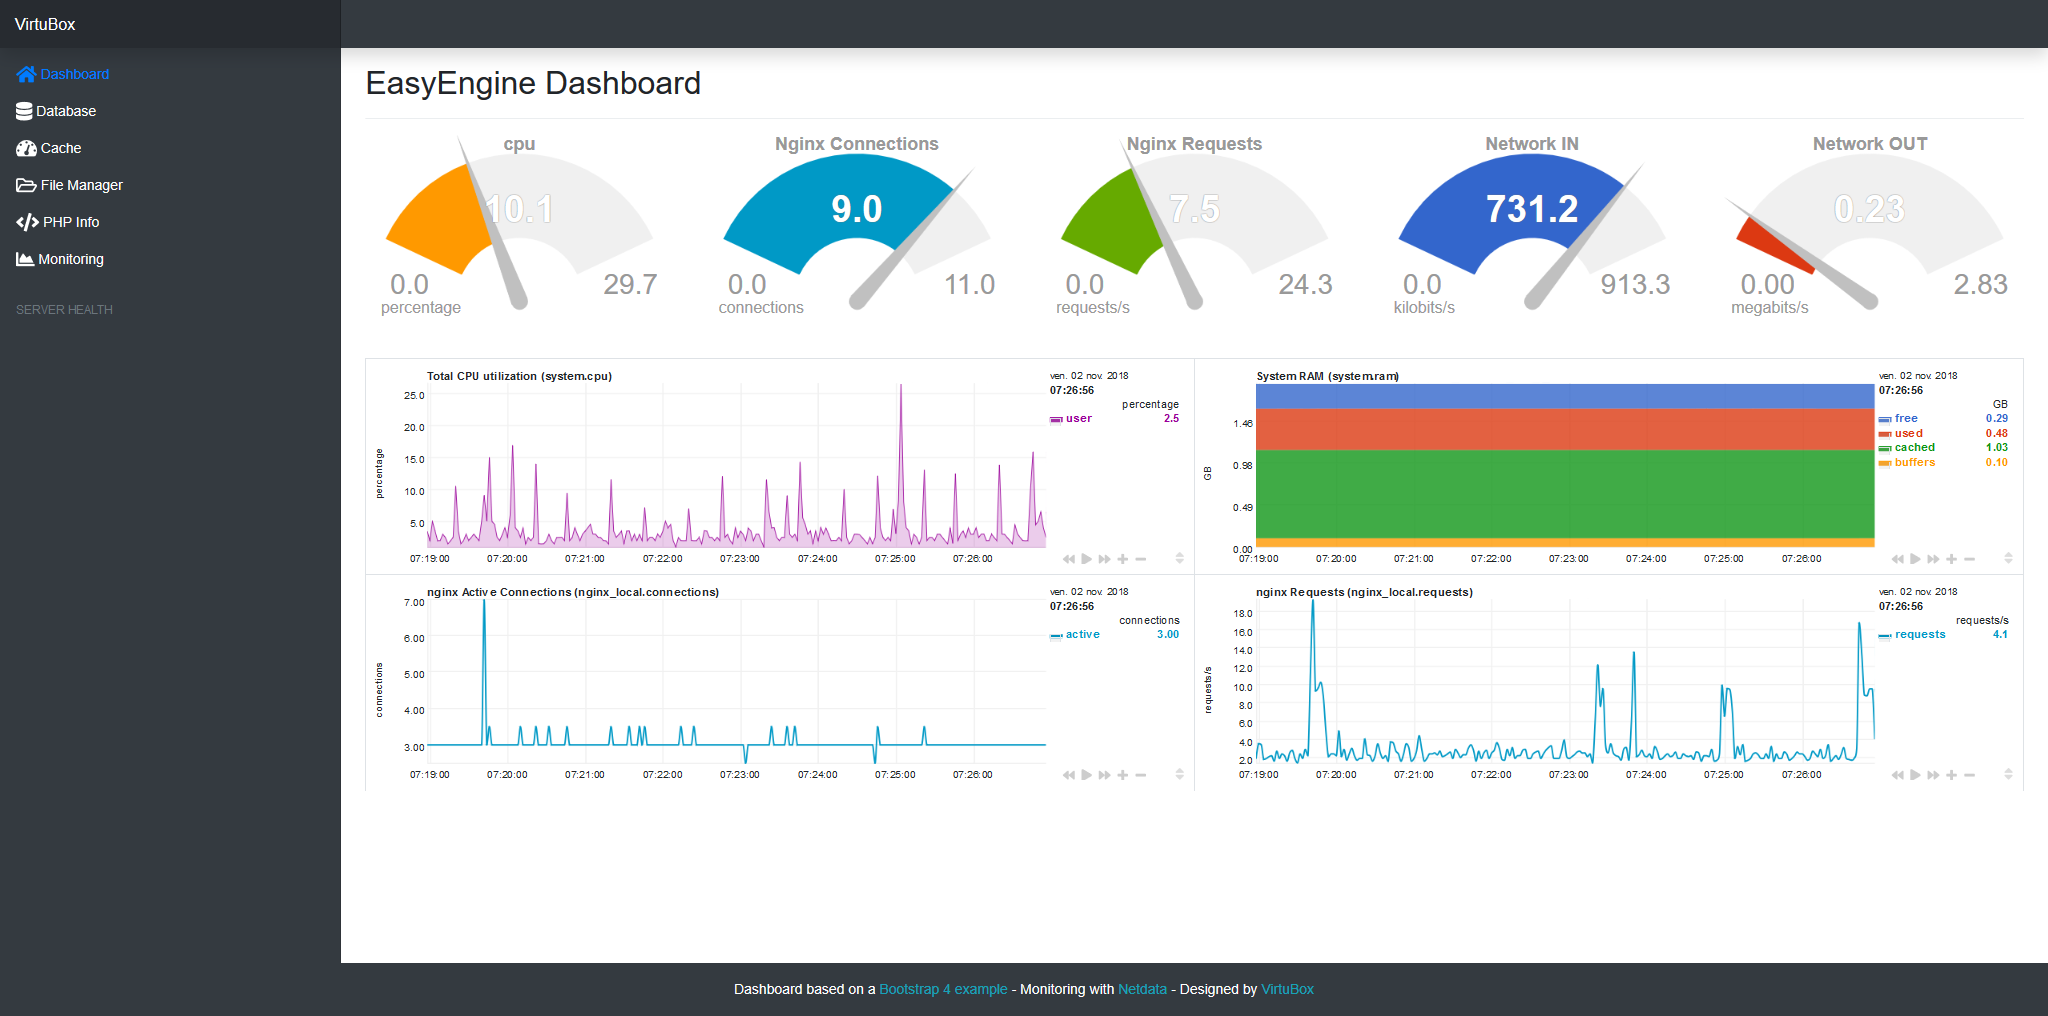 VirtuBox
Dashboard
Database
Cache
File Manager
PHP Info
Monitoring
SERVER HEALTH
EasyEngine Dashboard
cpu
10.1
0.0
29.7
percentage
Nginx Connections
9.0
0.0
11.0
connections
Nginx Requests
7.5
0.0
24.3
requests/s
Network IN
731.2
0.0
913.3
kilobits/s
Network OUT
0.23
0.00
2.83
megabits/s
Total CPU utilization (system.cpu)
percentage
25.0
20.0
15.0
10.0
5.0
07:19:00 07:20:00 07:21:00 07:22:00 07:23:00 07:24:00 07:25:00 07:26:00
ven. 02 nov. 2018
07:26:56
percentage
user 2.5
System RAM (system.ram)
GB
1.46
0.98
0.49
0.00
07:19:00 07:20:00 07:21:00 07:22:00 07:23:00 07:24:00 07:25:00 07:26:00
ven. 02 nov. 2018
07:26:56
GB
free 0.29
used 0.48
cached 1.03
buffers 0.10
nginx Active Connections (nginx_local.connections)
connections
7.00
6.00
5.00
4.00
3.00
07:19:00 07:20:00 07:21:00 07:22:00 07:23:00 07:24:00 07:25:00 07:26:00
ven. 02 nov. 2018
07:26:56
connections
active 3.00
nginx Requests (nginx_local.requests)
requests/s
18.0
16.0
14.0
12.0
10.0
8.0
6.0
4.0
2.0
07:19:00 07:20:00 07:21:00 07:22:00 07:23:00 07:24:00 07:25:00 07:26:00
ven. 02 nov. 2018
07:26:56
requests/s
requests 4.1
Dashboard based on a Bootstrap 4 example - Monitoring with Netdata - Designed by VirtuBox